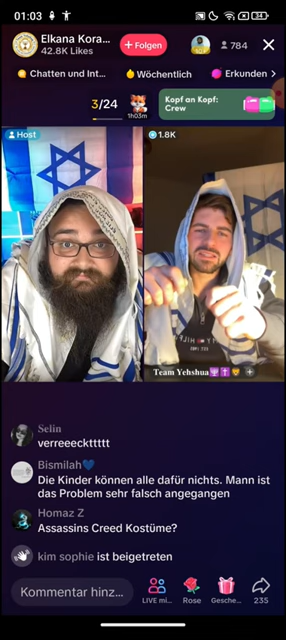 01:03
34
Elkana Kora...
42.8K Likes
+ Folgen
784
Chatten und Int...
Wöchentlich
Erkunden
3/24
1h03m
Kopf an Kopf:
Crew
Host
1.8K
Team Yehshua
Selin
verreeeckttttt
Bismilah
Die Kinder können alle dafür nichts. Mann ist
das Problem sehr falsch angegangen
Homaz Z
Assassins Creed Kostüme?
kim sophie ist beigetreten
Kommentar hinz...
LIVE mi...
Rose
Gesche...
235